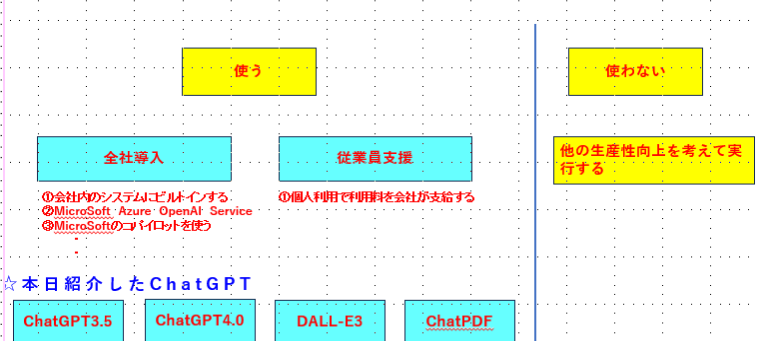 使う
使わない
全社導入
従業員支援
他の生産性向上を考えて実
行する
①会社内のシステムにビルトインする
②MicroSoft Azure OpenAI Service
③MicroSoftのコパイロットを使う
・
・
①個人利用で利用料を会社が支給する
☆本日紹介したChatGPT
ChatGPT3.5
ChatGPT4.0
DALL-E3
ChatPDF